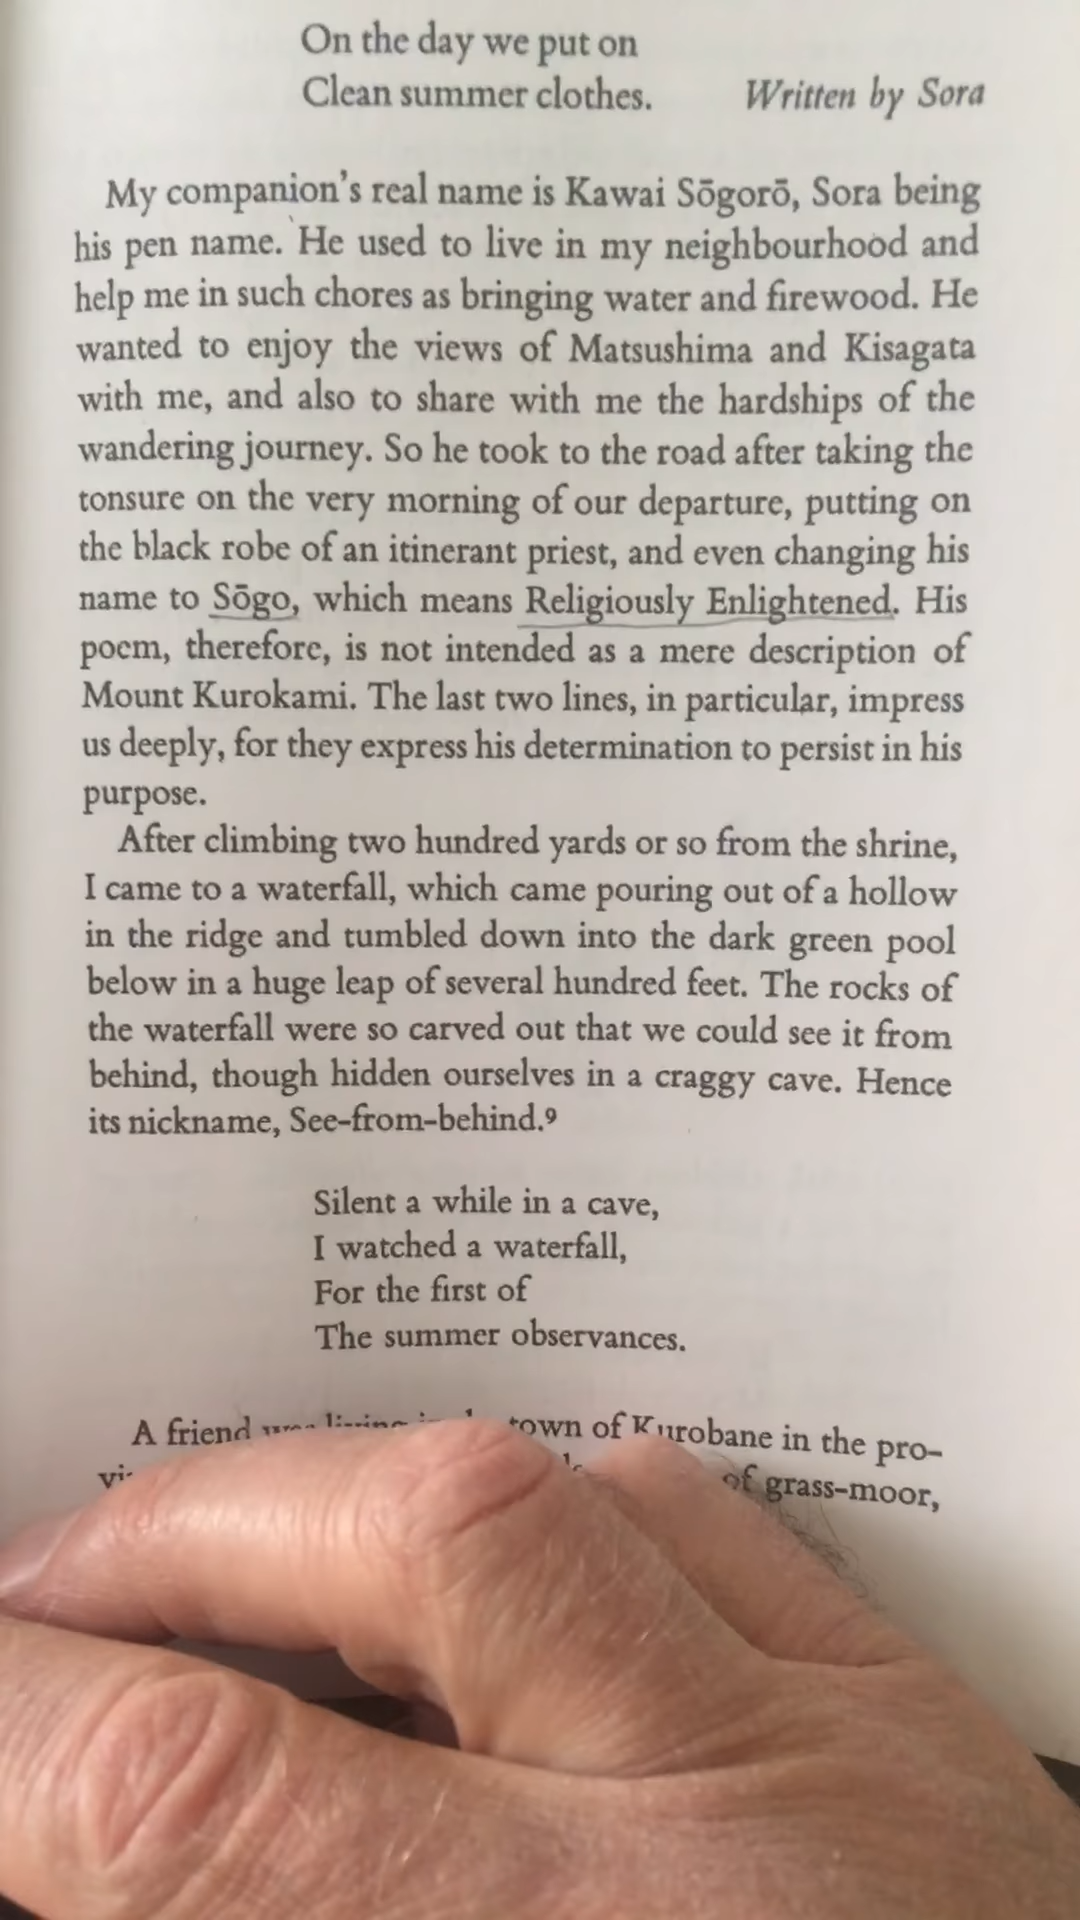 On the day we put on
Clean summer clothes. Written by Sora
My companion's real name is Kawai Sōgorō, Sora being
his pen name. He used to live in my neighbourhood and
help me in such chores as bringing water and firewood. He
wanted to enjoy the views of Matsushima and Kisagata
with me, and also to share with me the hardships of the
wandering journey. So he took to the road after taking the
tonsure on the very morning of our departure, putting on
the black robe of an itinerant priest, and even changing his
name to Sōgo, which means Religiously Enlightened. His
poem, therefore, is not intended as a mere description of
Mount Kurokami. The last two lines, in particular, impress
us deeply, for they express his determination to persist in his
purpose.
After climbing two hundred yards or so from the shrine,
I came to a waterfall, which came pouring out of a hollow
in the ridge and tumbled down into the dark green pool
below in a huge leap of several hundred feet. The rocks of
the waterfall were so carved out that we could see it from
behind, though hidden ourselves in a craggy cave. Hence
its nickname, See-from-behind.⁹
Silent a while in a cave,
I watched a waterfall,
For the first of
The summer observances.
A friend was living in town of Kurobane in the pro-
of grass-moor,